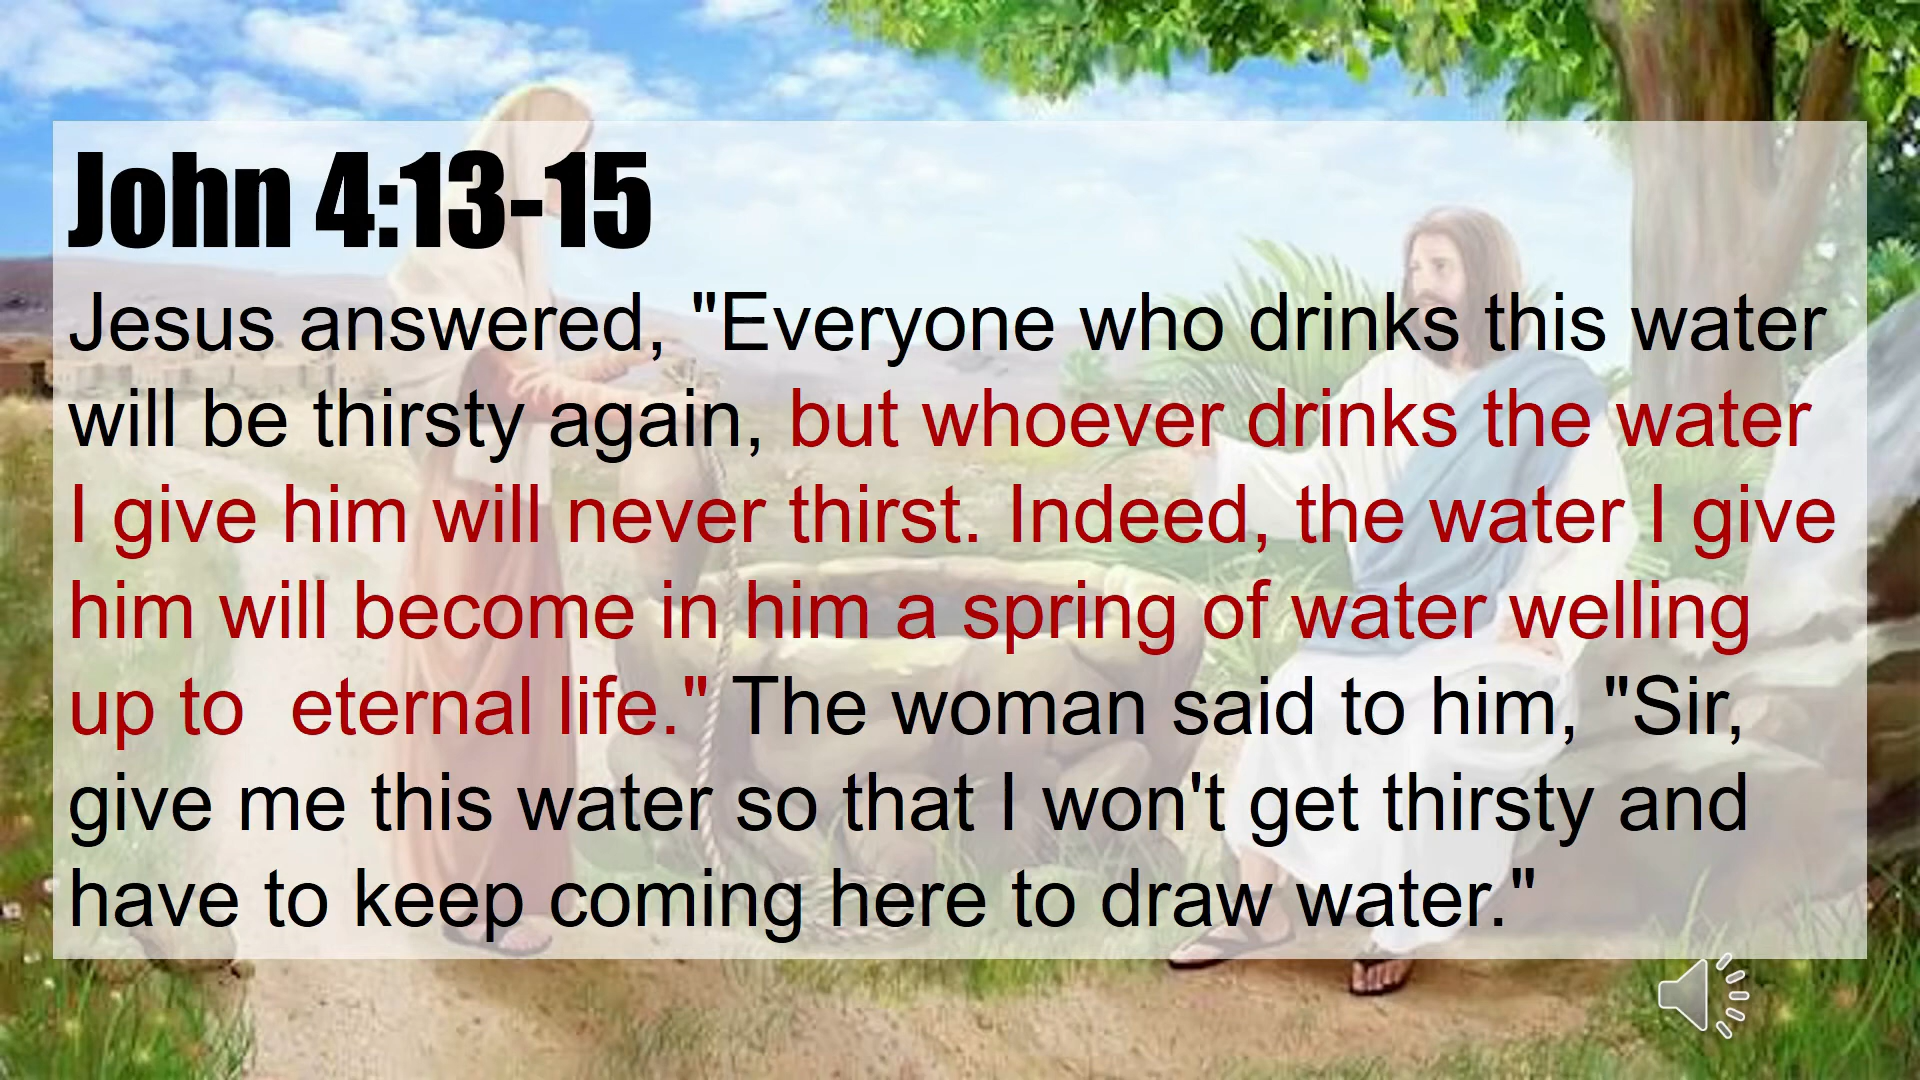 John 4:13-15
Jesus answered, "Everyone who drinks this water
will be thirsty again, but whoever drinks the water
I give him will never thirst. Indeed, the water I give
him will become in him a spring of water welling
up to  eternal life." The woman said to him, "Sir,
give me this water so that I won't get thirsty and
have to keep coming here to draw water."